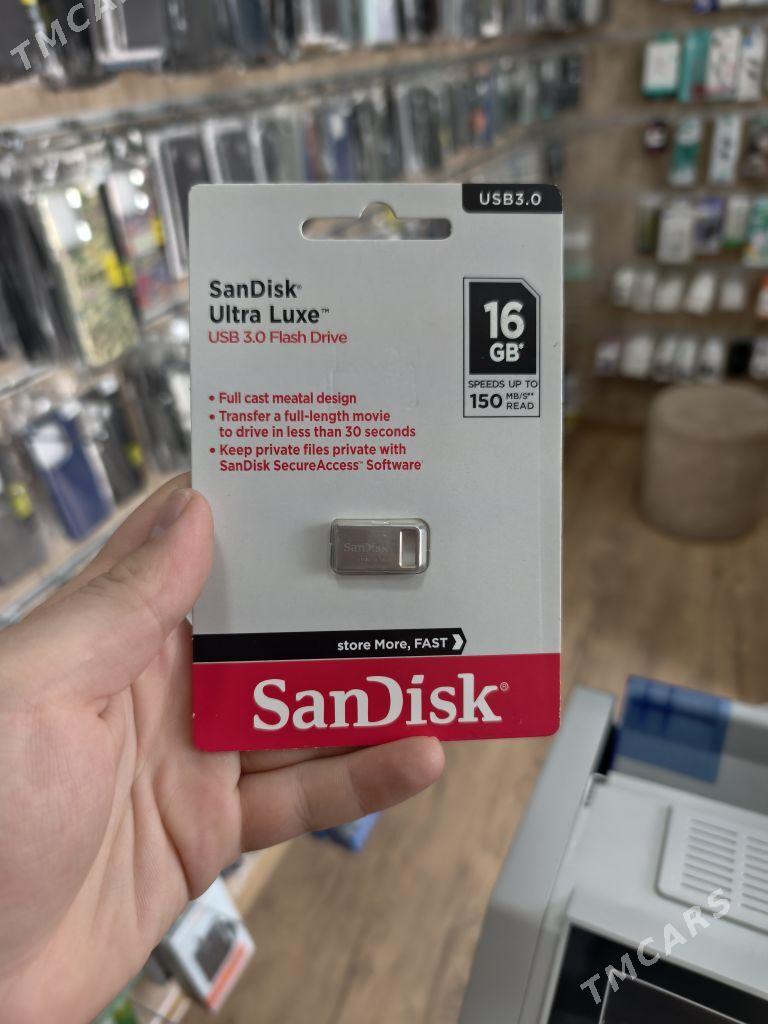 TMCARS
USB3.0
SanDisk®
Ultra Luxe™
USB 3.0 Flash Drive
16
GB*
SPEEDS UP TO
150 MB/S**
READ
• Full cast meatal design
• Transfer a full-length movie
to drive in less than 30 seconds
• Keep private files private with
SanDisk SecureAccess™ Software
SanDisk
store More, FAST
SanDisk®
TMCARS